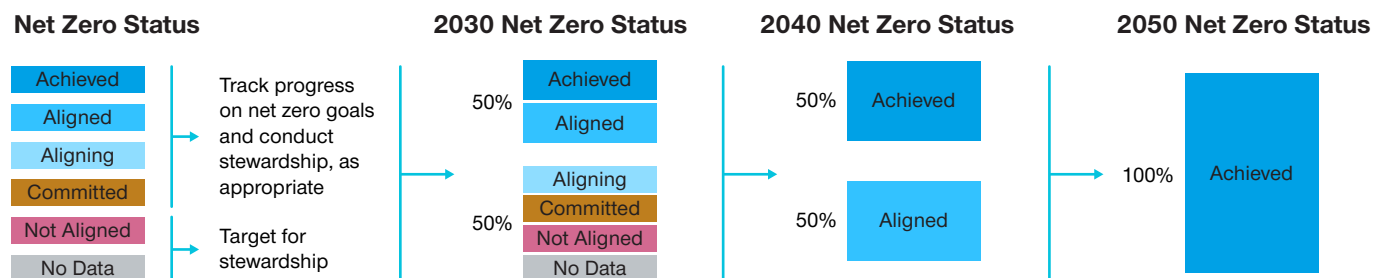 Net Zero Status
2030 Net Zero Status
2040 Net Zero Status
2050 Net Zero Status
Achieved
Aligned
Aligning
Committed
Not Aligned
No Data
Track progress
on net zero goals
and conduct
stewardship, as
appropriate
Target for
stewardship
50%
Achieved
Aligned
50%
Aligning
Committed
Not Aligned
No Data
50%
Achieved
50%
Aligned
100%
Achieved